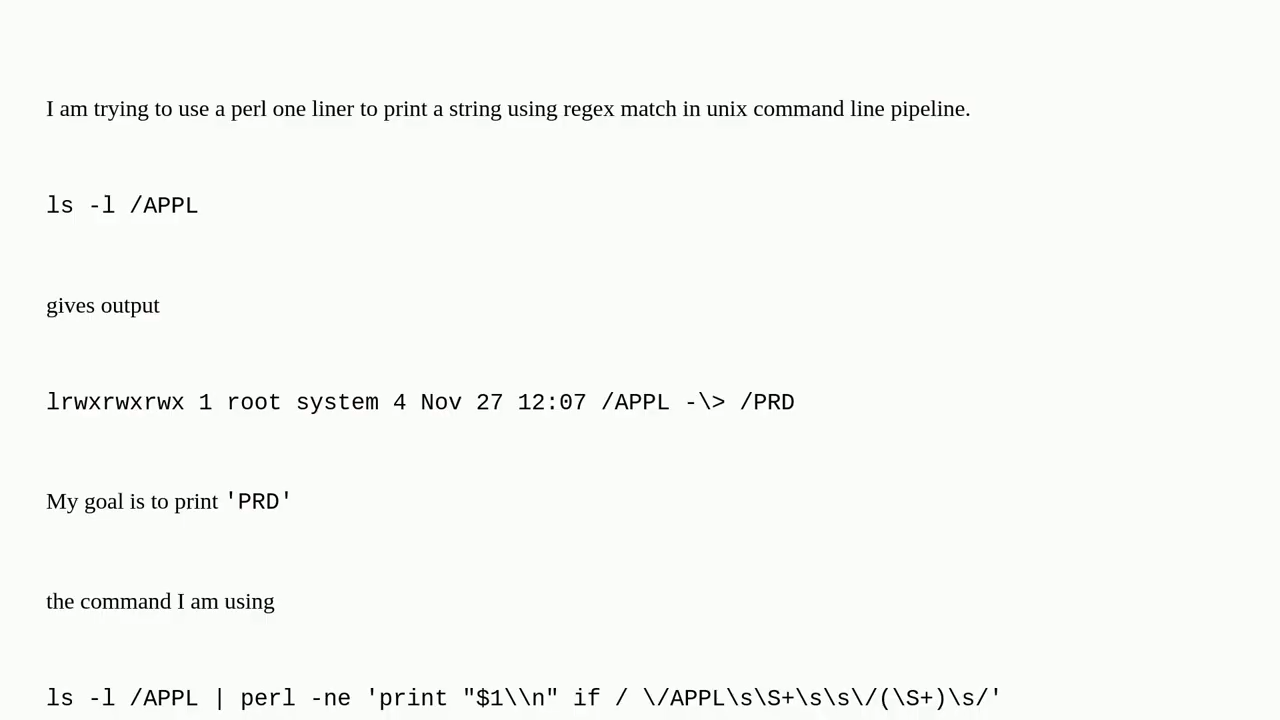 I am trying to use a perl one liner to print a string using regex match in unix command line pipeline.
ls -l /APPL
gives output
lrwxrwxrwx 1 root system 4 Nov 27 12:07 /APPL -\> /PRD
My goal is to print 'PRD'
the command I am using
ls -l /APPL | perl -ne 'print "$1\\n" if / \/APPL\s\S+\s\s\/(\S+)\s/'